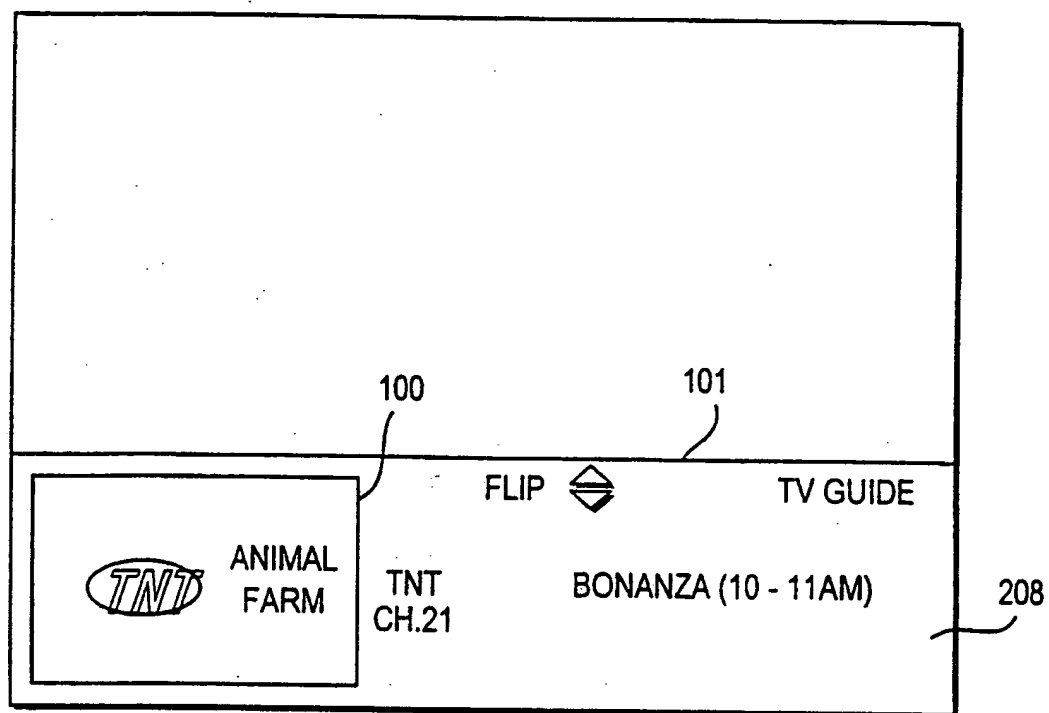 100
101
FLIP
TV GUIDE
TNT
ANIMAL
FARM
TNT
CH.21
BONANZA (10 - 11AM)
208